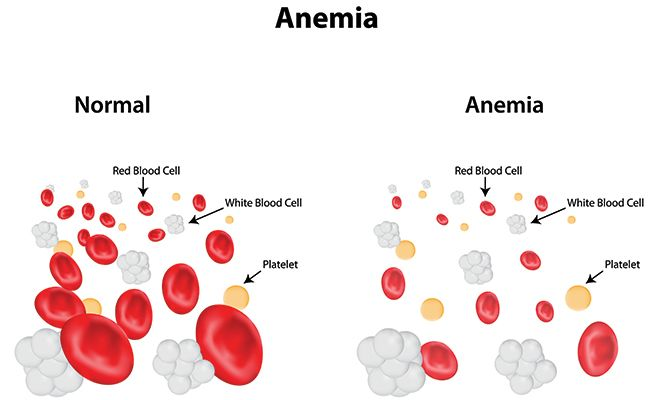 Anemia
Normal
Anemia
Red Blood Cell
White Blood Cell
Platelet
Red Blood Cell
White Blood Cell
Platelet